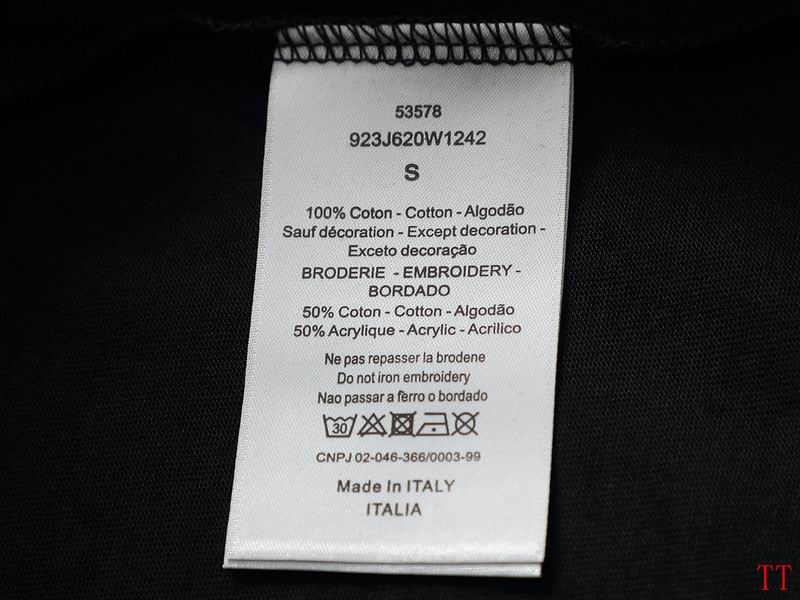 53578
923J620W1242
S
100% Coton - Cotton - Algodão
Sauf décoration - Except decoration -
Exceto decoração
BRODERIE - EMBROIDERY -
BORDADO
50% Coton - Cotton - Algodão
50% Acrylique - Acrylic - Acrilico
Ne pas repasser la brodene
Do not iron embroidery
Nao passar a ferro o bordado
30
CNPJ 02-046-366/0003-99
Made In ITALY
ITALIA
TT